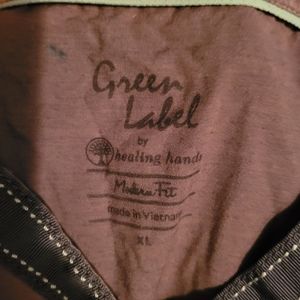 Green
Label
by
healing hands
Modern Fit
made in Vietnam
XL